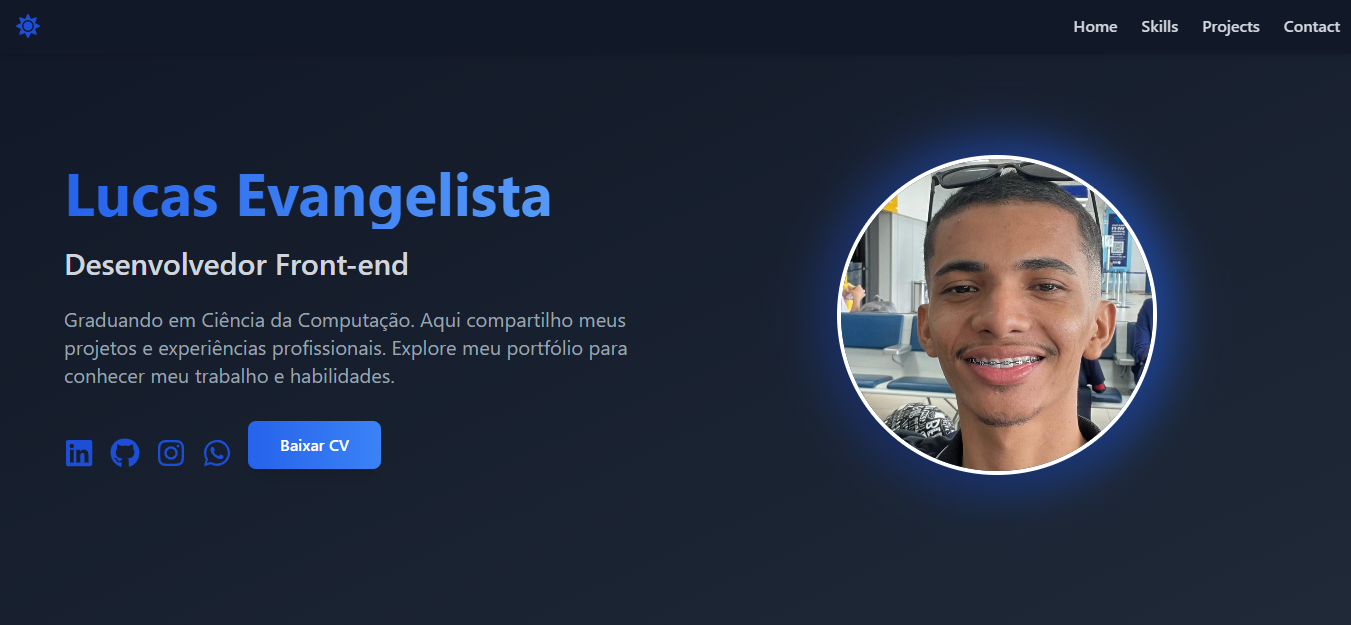 Home Skills Projects Contact
Lucas Evangelista
Desenvolvedor Front-end
Graduando em Ciência da Computação. Aqui compartilho meus
projetos e experiências profissionais. Explore meu portfólio para
conhecer meu trabalho e habilidades.
in
Baixar CV